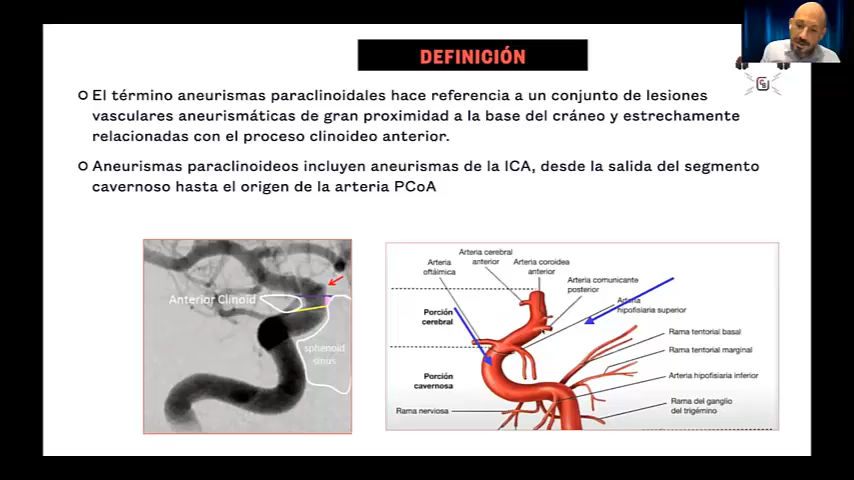 DEFINICIÓN
El término aneurismas paraclinoidales hace referencia a un conjunto de lesiones
vasculares aneurismáticas de gran proximidad a la base del cráneo y estrechamente
relacionadas con el proceso clinoideo anterior.
Aneurismas paraclinoideos incluyen aneurismas de la ICA, desde la salida del segmento
cavernoso hasta el origen de la arteria PCoA
Anterior Clinoid
sphenoid
sinus
Arteria cerebral
anterior
Arteria
oftálmica
Arteria coroidea
anterior
Arteria comunicante
posterior
Arteria
hipofisiaria superior
Porción
cerebral
Rama tentorial basal
Rama tentorial marginal
Porción
cavernosa
Arteria hipofisiaria inferior
Rama nerviosa
Rama del ganglio
del trigémino